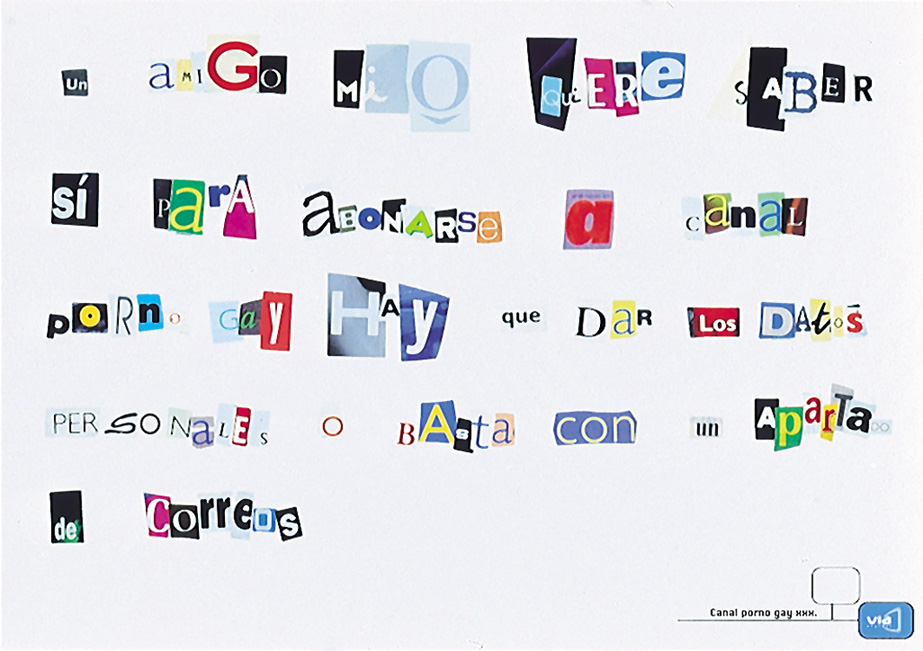 Un amiGo MiO QUiERe SABER
sí PARA aBONARSe a canaL
poRno Gay HAy que DaR Los DAtos
PERSONALES o BAsta con un ApartaDO
de Correos
Canal porno gay xxx.
vía